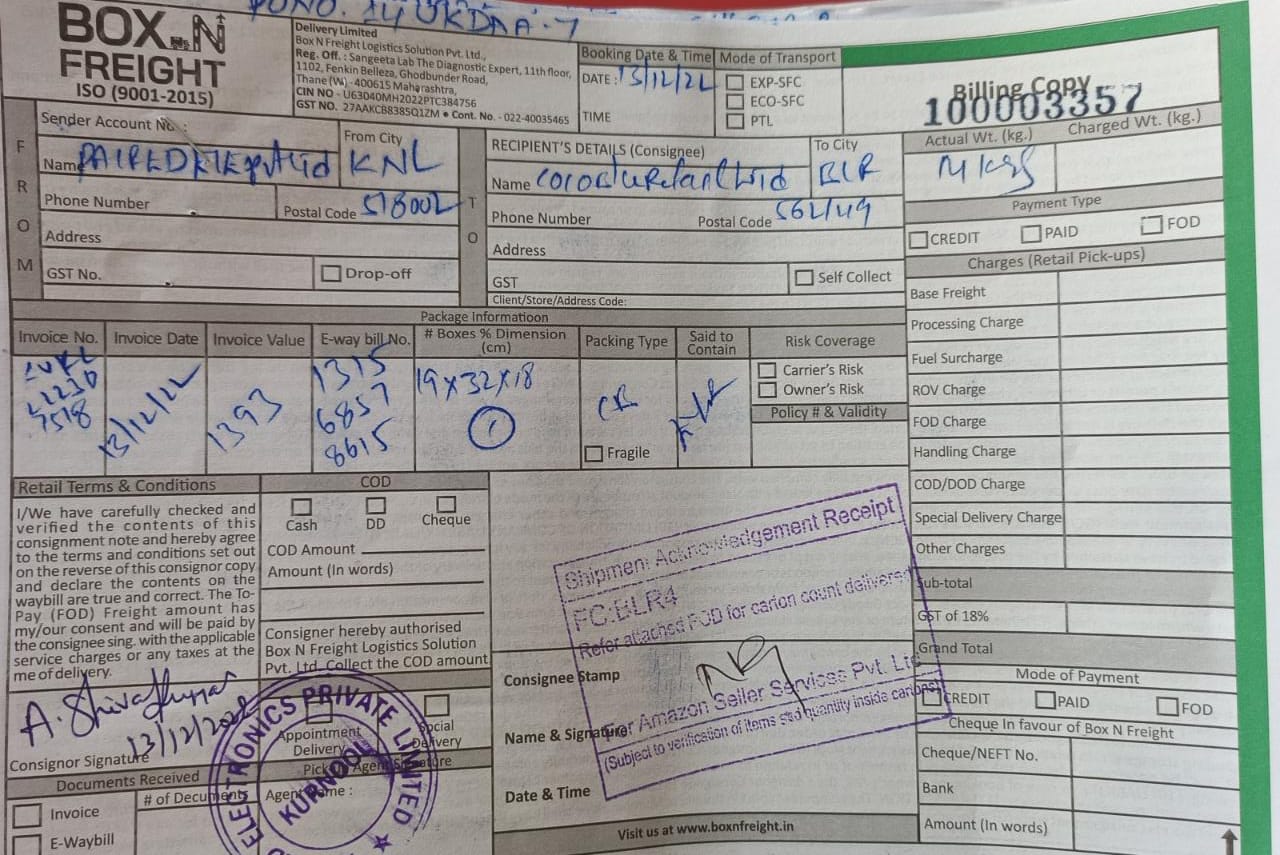 PONO. 
BOX N
FREIGHT
ISO (9001-2015)
Delivery Limited
Box N Freight Logistics Solution Pvt. Ltd.,
Reg. Off. : Sangeeta Lab The Diagnostic Expert, 11th floor,
1102, Fenkin Belleza, Ghodbunder Road,
Thane (W) - 400615 Maharashtra,
CIN NO - U63040MH2022PTC384756
GST NO. 27AAKCB8385Q1ZM • Cont. No. - 022-40035465
Booking Date & Time
DATE : 13/12/22
TIME
Mode of Transport
EXP-SFC
ECO-SFC
PTL
Billing Copy
100003357
FROM
Sender Account No. :
Name
From City
KNL
Phone Number
Postal Code 518002
Address
GST No.
Drop-off
TO
RECIPIENT'S DETAILS (Consignee)
Name
To City
BLR
Phone Number
Postal Code 562149
Address
GST
Self Collect
Client/Store/Address Code:
Actual Wt. (kg.)
Charged Wt. (kg.)
Payment Type
CREDIT
PAID
FOD
Charges (Retail Pick-ups)
Base Freight
Processing Charge
Fuel Surcharge
ROV Charge
FOD Charge
Handling Charge
COD/DOD Charge
Special Delivery Charge
Other Charges
Sub-total
GST of 18%
Grand Total
Mode of Payment
CREDIT
PAID
FOD
Cheque In favour of Box N Freight
Cheque/NEFT No.
Bank
Amount (In words)
Package Informatioon
Invoice No.
Invoice Date
13/12/22
Invoice Value
1393
E-way bill No.
1315
6857
8615
# Boxes % Dimension
(cm)
19x32x18
1
Packing Type
Fragile
Said to
Contain
Risk Coverage
Carrier's Risk
Owner's Risk
Policy # & Validity
Retail Terms & Conditions
I/We have carefully checked and
verified the contents of this
consignment note and hereby agree
to the terms and conditions set out
on the reverse of this consignor copy
and declare the contents on the
waybill are true and correct. The To-
Pay (FOD) Freight amount has
my/our consent and will be paid by
the consignee sing. with the applicable
service charges or any taxes at the
me of delivery.
A. Shiva Kumar
13/12/2022
Consignor Signature
COD
Cash
DD
Cheque
COD Amount
Amount (In words)
Consigner hereby authorised
Box N Freight Logistics Solution
Pvt. Ltd. Collect the COD amount
Appointment
Delivery
Social
Delivery
Pickup Agent Signature
Agent Name :
ELECTRONICS PRIVATE LIMITED
KURNOOL
Documents Received
Invoice
E-Waybill
# of Documents
Shipment Acknowledgement Receipt
FC:BLR4
Refer attached POD for carton count delivered
For Amazon Seller Services Pvt. Ltd
(Subject to verification of items and quantity inside cartons)
Consignee Stamp
Name & Signature
Date & Time
Visit us at www.boxnfreight.in